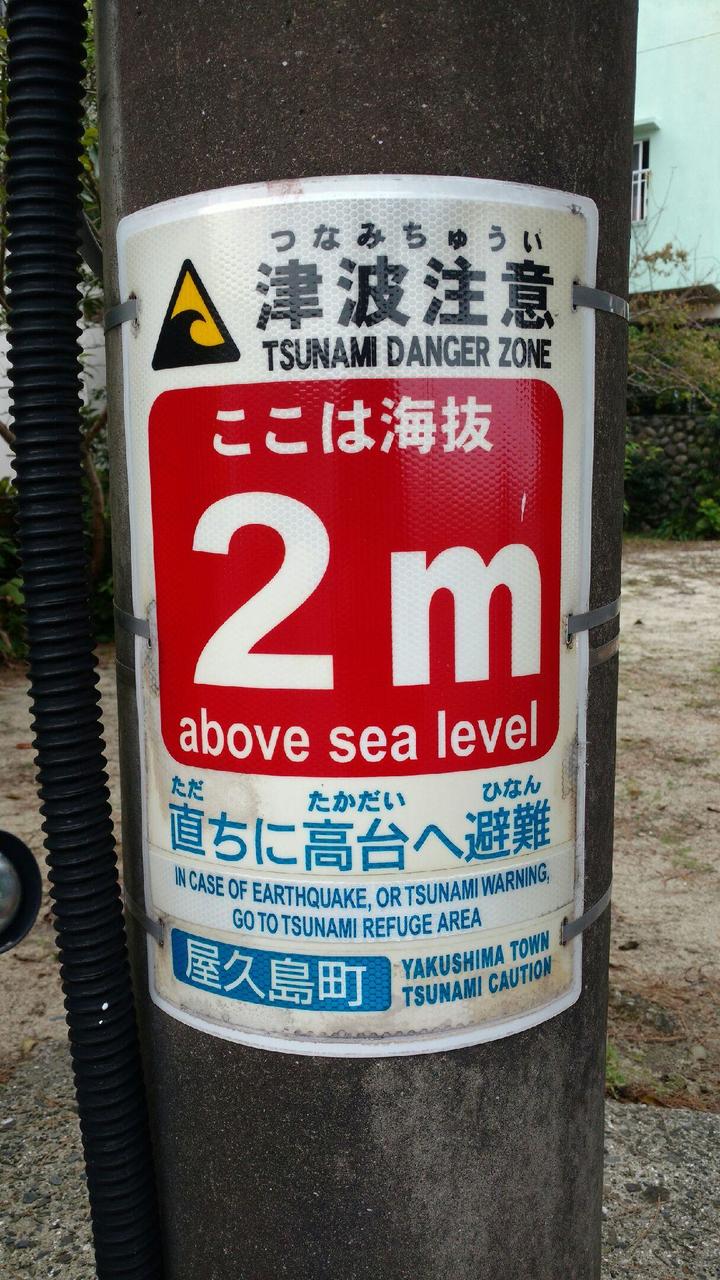 つなみちゅうい
津波注意
TSUNAMI DANGER ZONE
ここは海抜
2m
above sea level
ただ たかだい ひなん
直ちに高台へ避難
IN CASE OF EARTHQUAKE, OR TSUNAMI WARNING,
GO TO TSUNAMI REFUGE AREA
屋久島町
YAKUSHIMA TOWN
TSUNAMI CAUTION